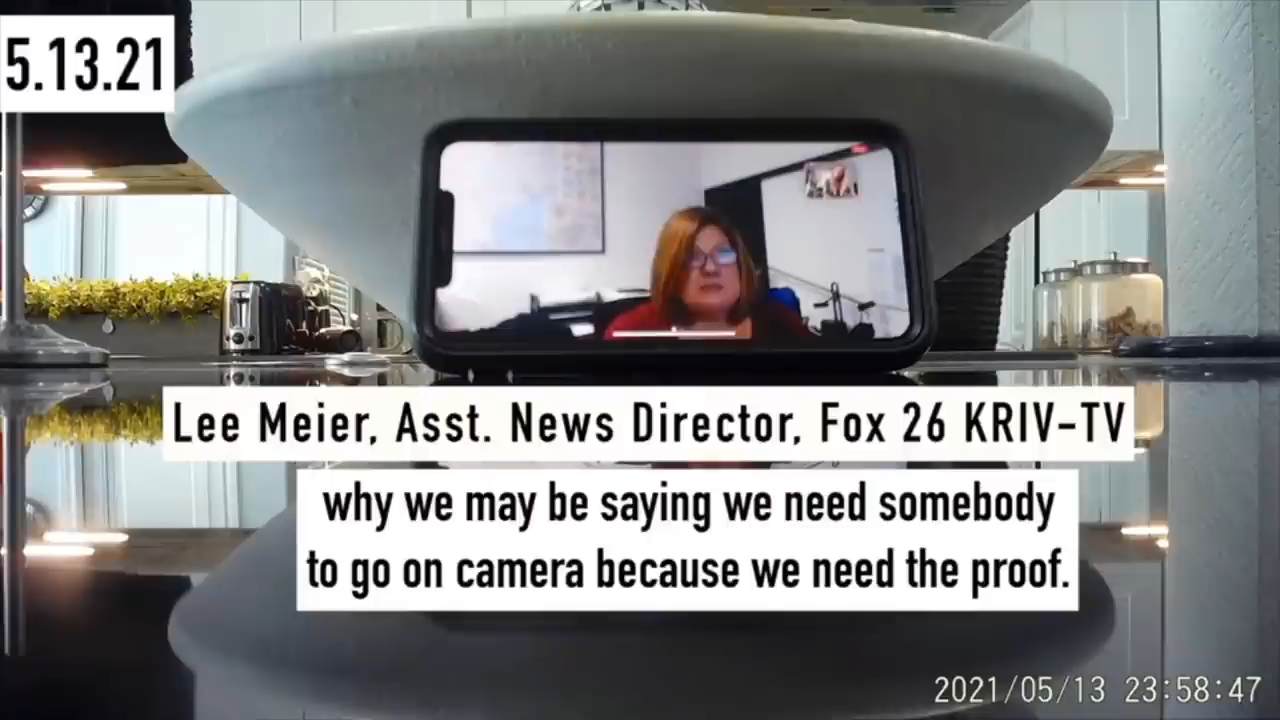 5.13.21
Lee Meier, Asst. News Director, Fox 26 KRIV-TV
why we may be saying we need somebody
to go on camera because we need the proof.
2021/05/13 23:58:47